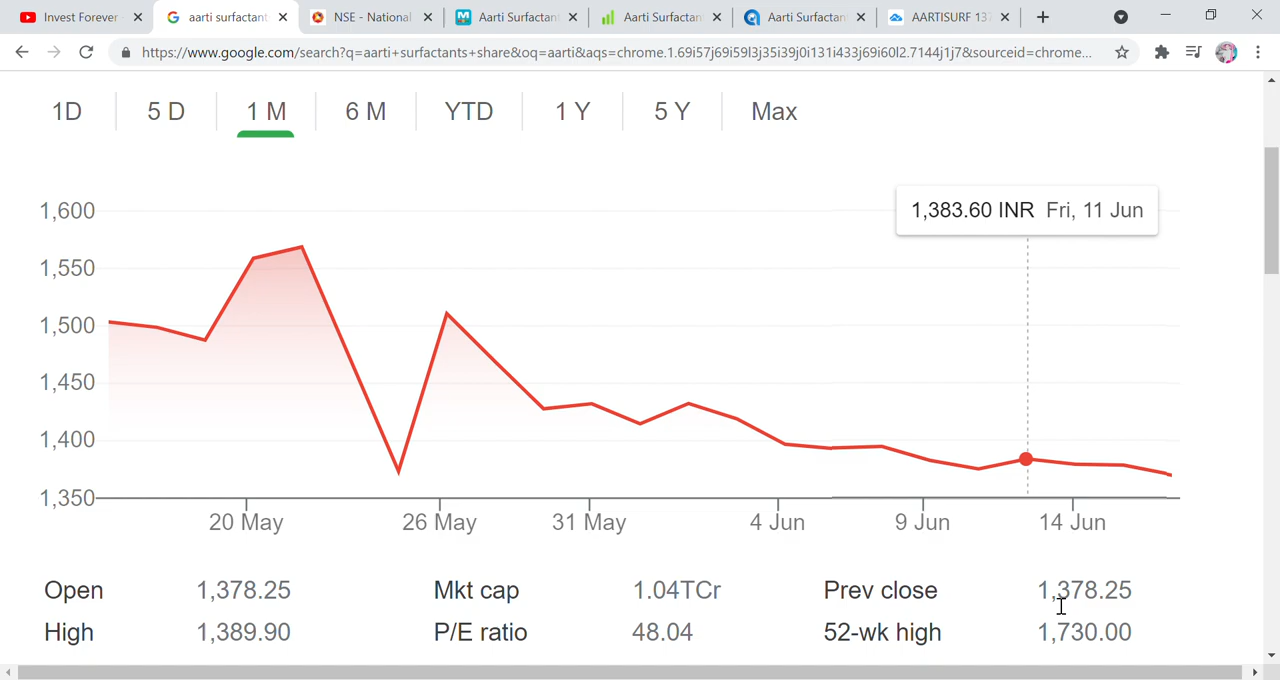 Invest Forever
aarti surfactant
NSE - National
Aarti Surfactan
Aarti Surfactan
Aarti Surfactan
AARTISURF 137
https://www.google.com/search?q=aarti+surfactants+share&oq=aarti&aqs=chrome.1.69i57j69i59l3j35i39j0i131i433j69i60l2.7144j1j7&sourceid=chrome...
1D 5 D 1 M 6 M YTD 1 Y 5 Y Max
1,383.60 INR Fri, 11 Jun
1,600
1,550
1,500
1,450
1,400
1,350
20 May 26 May 31 May 4 Jun 9 Jun 14 Jun
Open 1,378.25 Mkt cap 1.04TCr Prev close 1,378.25
High 1,389.90 P/E ratio 48.04 52-wk high 1,730.00